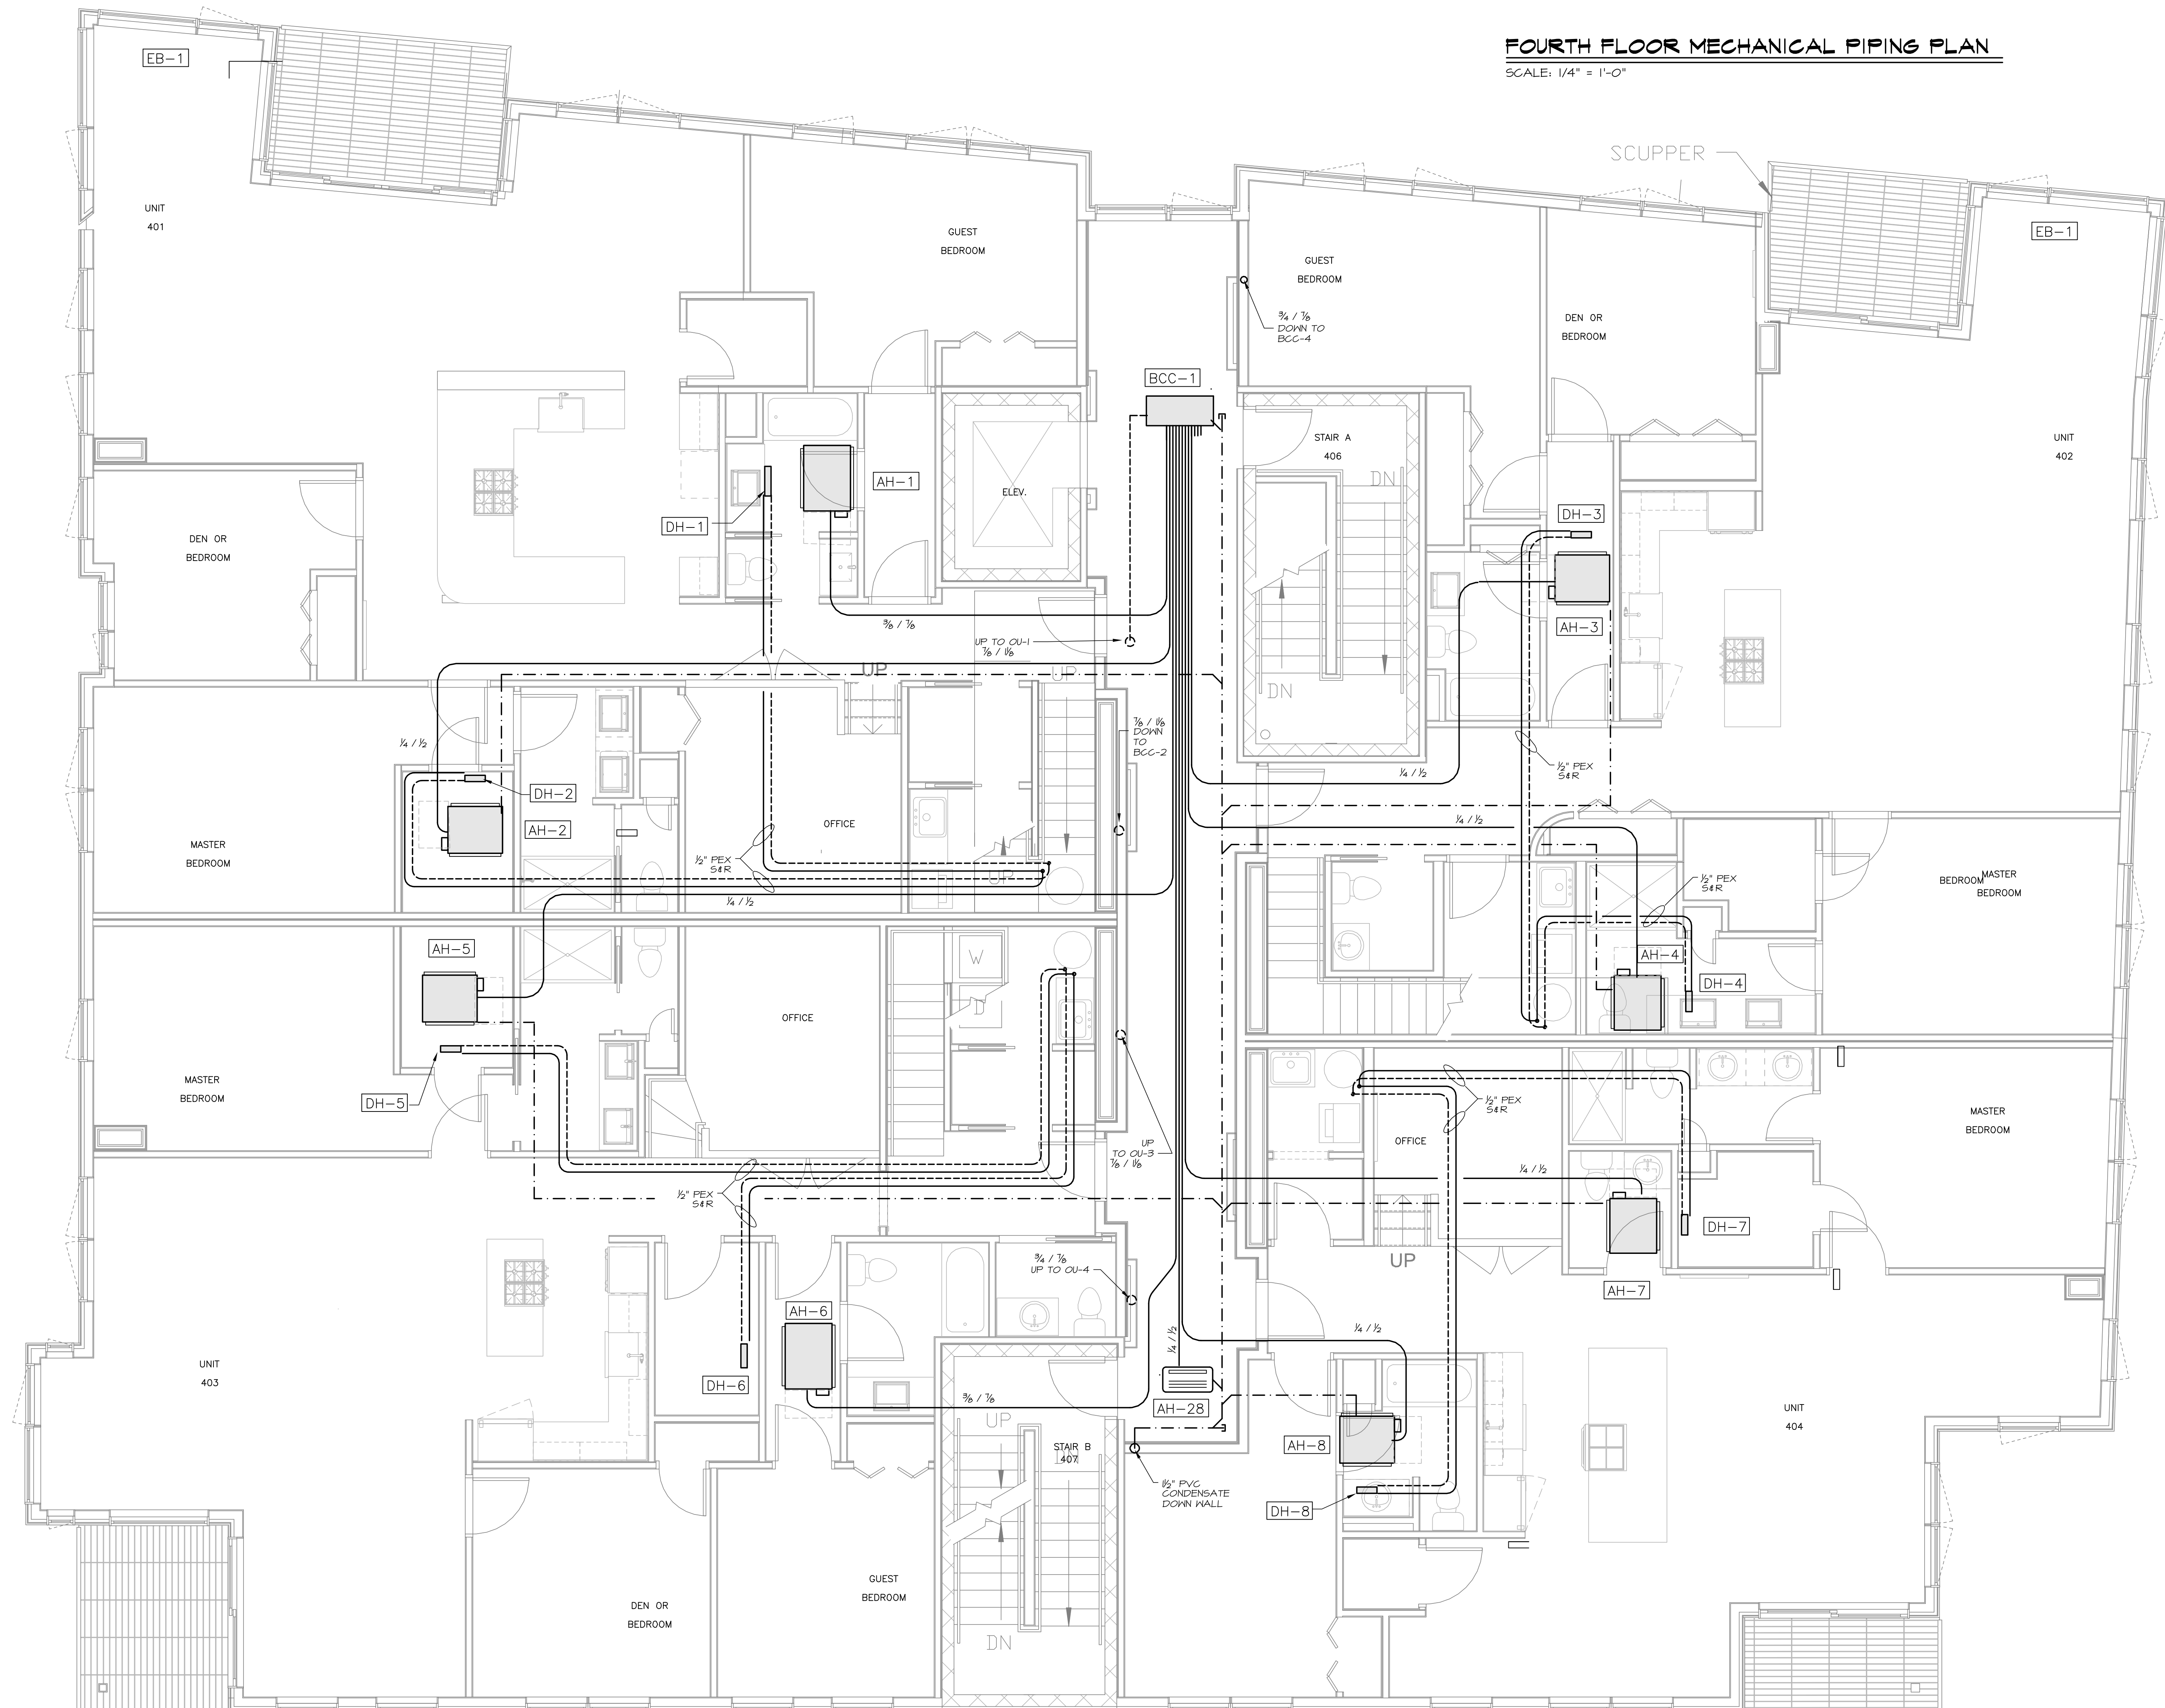 FOURTH FLOOR MECHANICAL PIPING PLAN
SCALE: 1/4" = 1'-0"
EB-1
SCUPPER
UNIT
401
GUEST
BEDROOM
EB-1
GUEST
BEDROOM
3/4 / 7/8
DOWN TO
BCC-4
DEN OR
BEDROOM
BCC-1
STAIR A
406
UNIT
402
DN
AH-1
ELEV.
DH-1
DH-3
DEN OR
BEDROOM
3/8 / 7/8
AH-3
UP TO OU-1
7/8 / 1 1/8
UP
UP
DN
7/8 / 1 1/8
DOWN
TO
BCC-2
1/4 / 1/2
1/2" PEX
S&R
1/4 / 1/2
DH-2
AH-2
OFFICE
1/4 / 1/2
MASTER
BEDROOM
1/2" PEX
S&R
UP
1/4 / 1/2
1/2" PEX
S&R
BEDROOM
MASTER
BEDROOM
AH-5
W
D
AH-4
DH-4
OFFICE
MASTER
BEDROOM
DH-5
1/2" PEX
S&R
MASTER
BEDROOM
OFFICE
UP
TO OU-3
7/8 / 1 1/8
1/4 / 1/2
1/2" PEX
S&R
DH-7
UP
3/4 / 7/8
UP TO OU-4
AH-7
AH-6
1/4 / 1/2
1/4 / 1/2
UNIT
403
DH-6
3/8 / 7/8
AH-28
UNIT
404
UP
STAIR B
407
DN
AH-8
1 1/2" PVC
CONDENSATE
DOWN WALL
DH-8
GUEST
BEDROOM
DEN OR
BEDROOM
DN